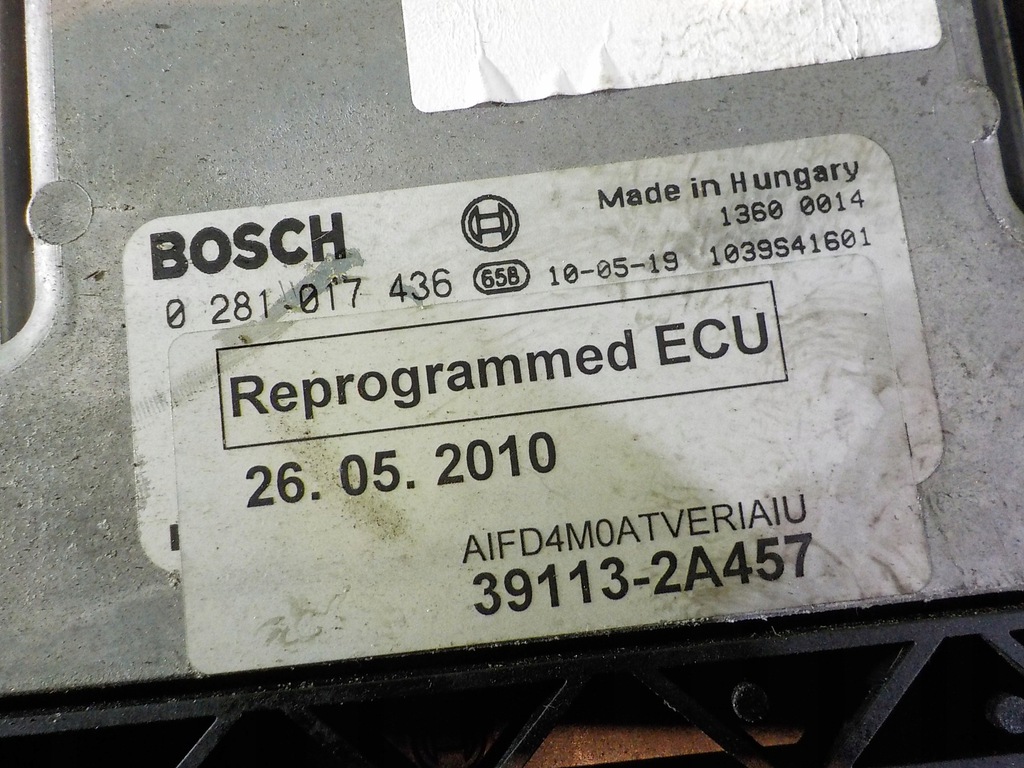 BOSCH
Made in Hungary
1360 0014
0 281 017 436 658 10-05-19 1039S41601
Reprogrammed ECU
26. 05. 2010
AIFD4M0ATVERIAIU
39113-2A457